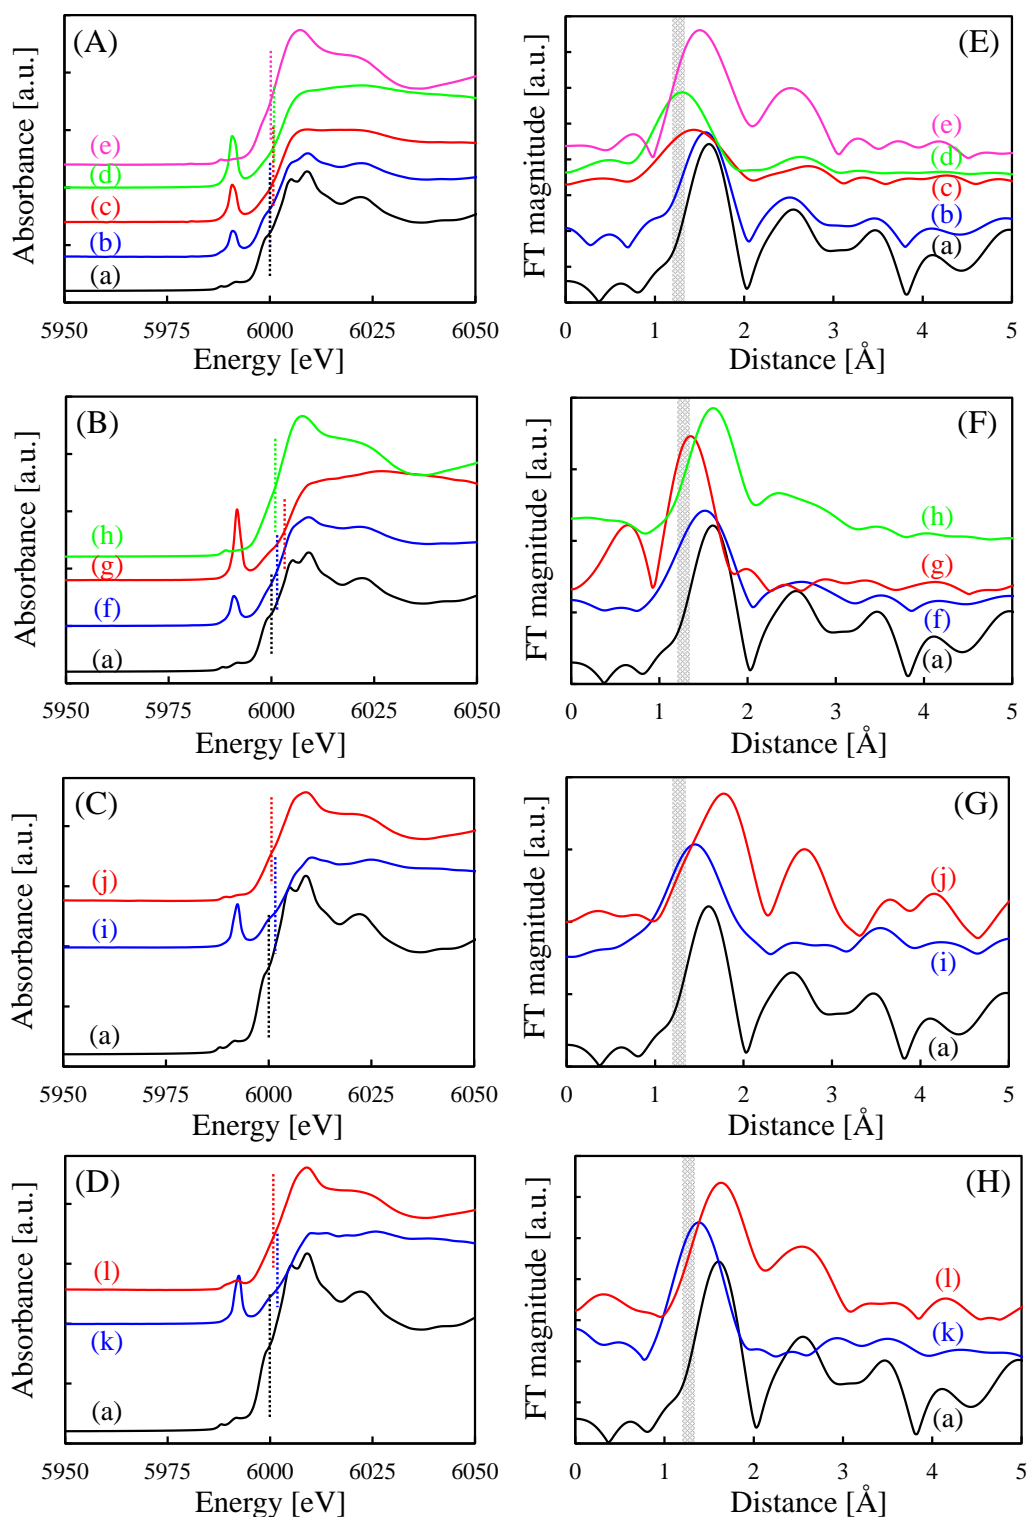 (A)
Absorbance [a.u.]
(e)
(d)
(c)
(b)
(a)
5950 5975 6000 6025 6050
Energy [eV]
(E)
FT magnitude [a.u.]
(e)
(d)
(c)
(b)
(a)
0 1 2 3 4 5
Distance [Å]
(B)
Absorbance [a.u.]
(h)
(g)
(f)
(a)
5950 5975 6000 6025 6050
Energy [eV]
(F)
FT magnitude [a.u.]
(h)
(g)
(f)
(a)
0 1 2 3 4 5
Distance [Å]
(C)
Absorbance [a.u.]
(j)
(i)
(a)
5950 5975 6000 6025 6050
Energy [eV]
(G)
FT magnitude [a.u.]
(j)
(i)
(a)
0 1 2 3 4 5
Distance [Å]
(D)
Absorbance [a.u.]
(l)
(k)
(a)
5950 5975 6000 6025 6050
Energy [eV]
(H)
FT magnitude [a.u.]
(l)
(k)
(a)
0 1 2 3 4 5
Distance [Å]